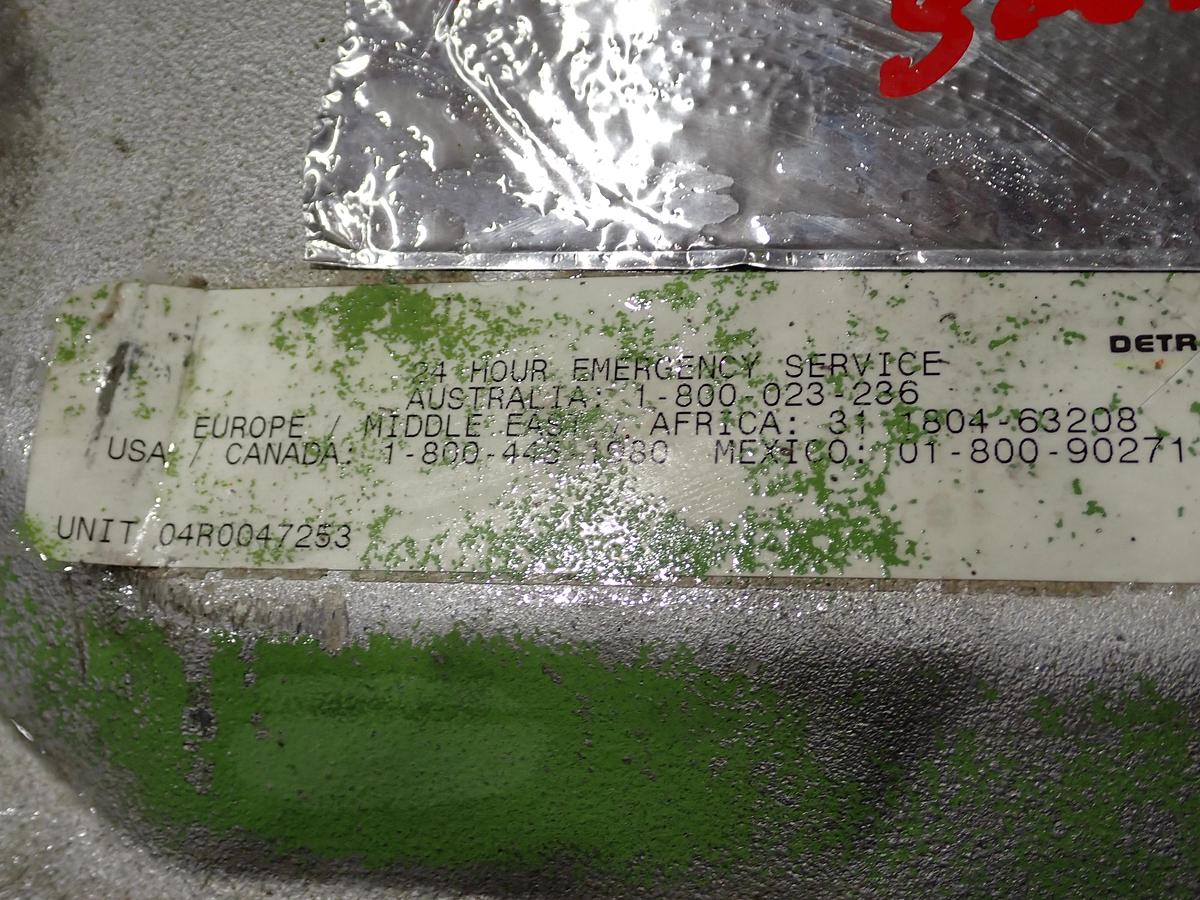 DETR
24 HOUR EMERGENCY SERVICE
AUSTRALIA: 1-800-023-236
EUROPE / MIDDLE EAST / AFRICA: 31 1804-63208
USA / CANADA: 1-800-445-1980 MEXICO: 01-800-90271
UNIT 04R0047253